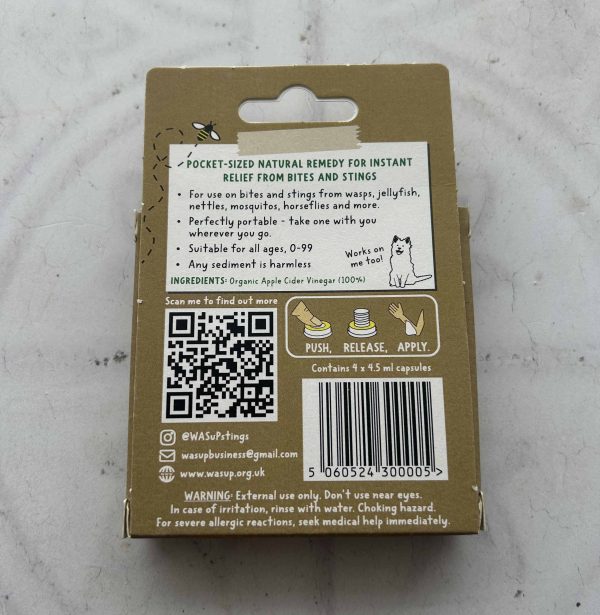 POCKET-SIZED NATURAL REMEDY FOR INSTANT
RELIEF FROM BITES AND STINGS
• For use on bites and stings from wasps, jellyfish,
nettles, mosquitos, horseflies and more.
• Perfectly portable - take one with you
wherever you go.
• Suitable for all ages, 0-99
• Any sediment is harmless
Works on
me too!
INGREDIENTS: Organic Apple Cider Vinegar (100%)
Scan me to find out more
PUSH, RELEASE, APPLY.
Contains 4 x 4.5 ml capsules
@WASuPstings
wasupbusiness@gmail.com
www.wasup.org.uk
5 060524 300005 >
WARNING: External use only. Don't use near eyes.
In case of irritation, rinse with water. Choking hazard.
For severe allergic reactions, seek medical help immediately.